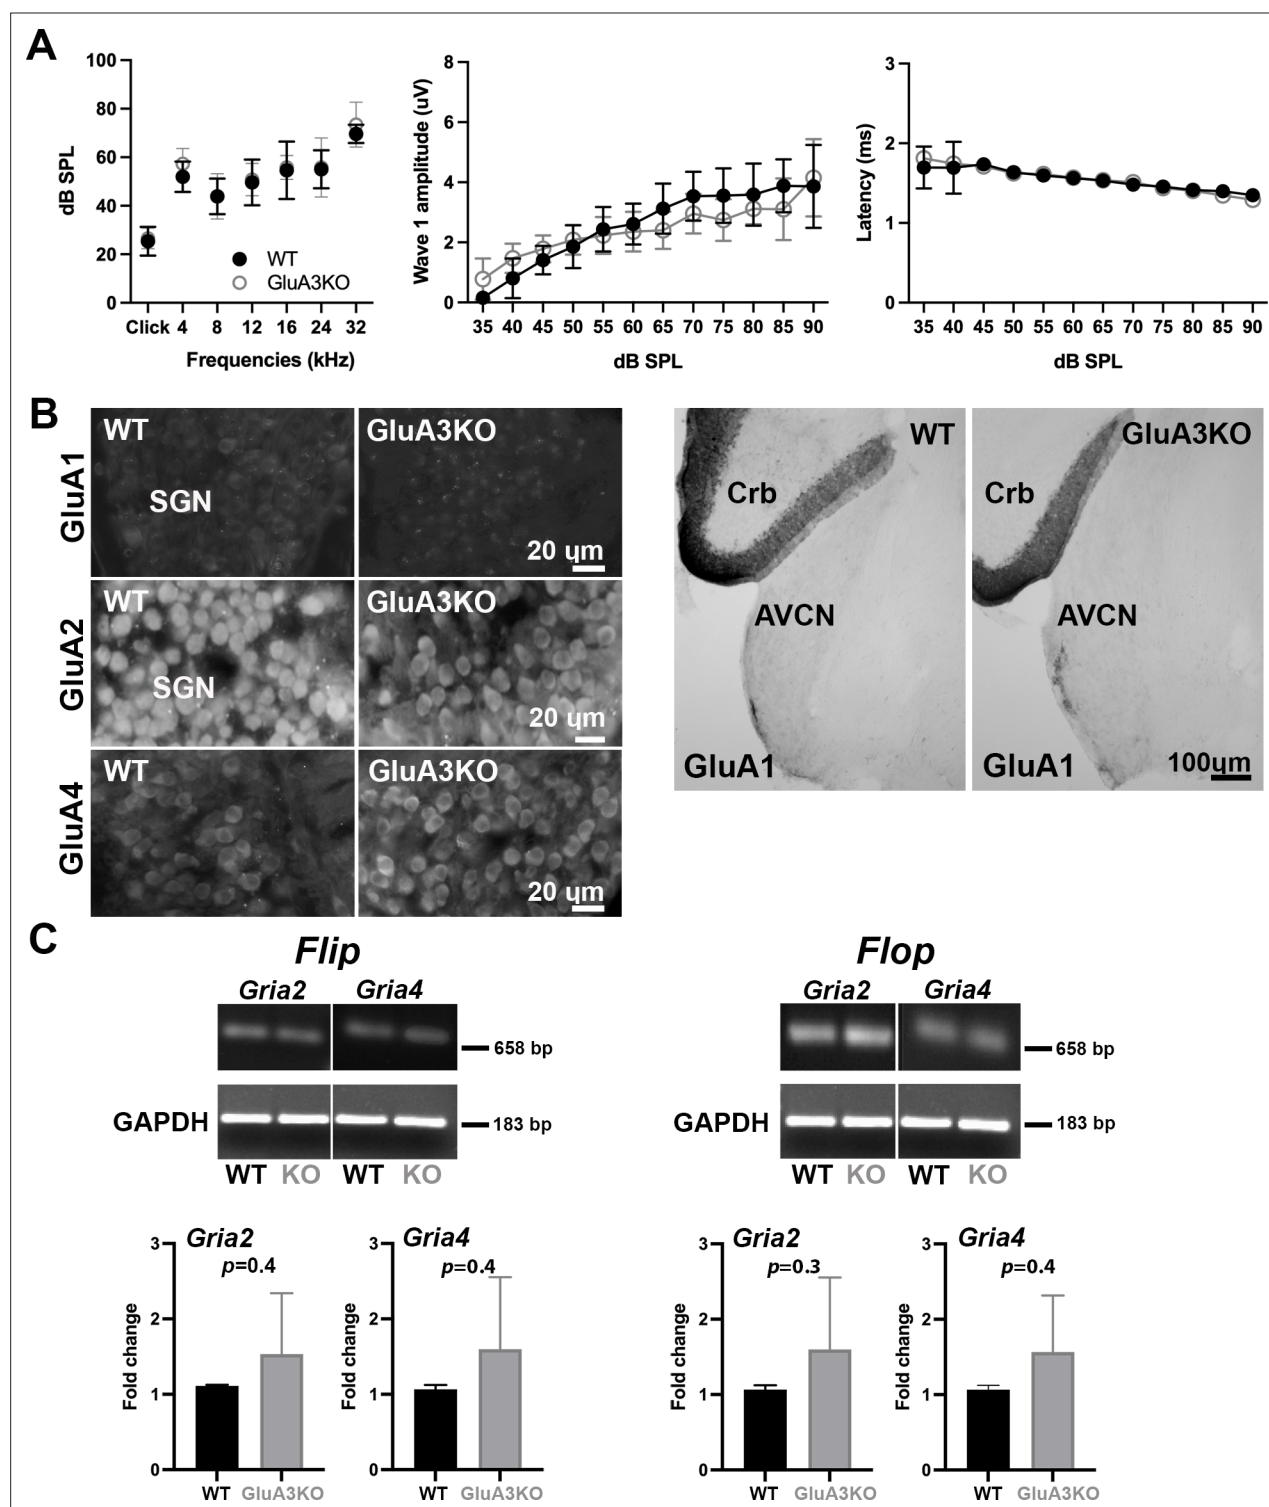 A
100
80
60
40
20
0
dB SPL
WT
GluA3KO
Click 4 8 12 16 24 32
Frequencies (kHz)
8
6
4
2
0
Wave 1 amplitude (uV)
35 40 45 50 55 60 65 70 75 80 85 90
dB SPL
3
2
1
0
Latency (ms)
35 40 45 50 55 60 65 70 75 80 85 90
dB SPL
B
GluA1
WT
SGN
GluA3KO
20 um
GluA2
WT
SGN
GluA3KO
20 um
GluA4
WT
GluA3KO
20 um
WT
Crb
AVCN
GluA1
GluA3KO
Crb
AVCN
GluA1
100um
C
Flip
Gria2 Gria4
658 bp
GAPDH
183 bp
WT KO WT KO
Flop
Gria2 Gria4
658 bp
GAPDH
183 bp
WT KO WT KO
Gria2
p=0.4
3
2
1
0
Fold change
WT GluA3KO
Gria4
p=0.4
3
2
1
0
Fold change
WT GluA3KO
Gria2
p=0.3
3
2
1
0
Fold change
WT GluA3KO
Gria4
p=0.4
3
2
1
0
Fold change
WT GluA3KO